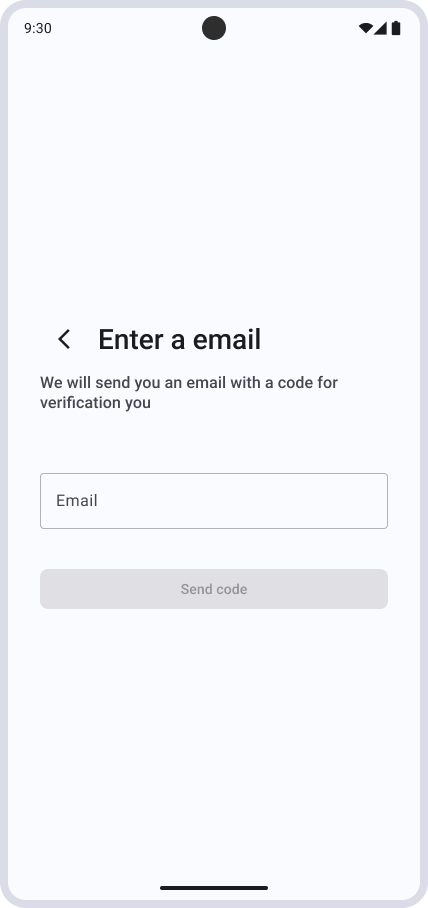 9:30
Enter a email
We will send you an email with a code for
verification you
Email
Send code